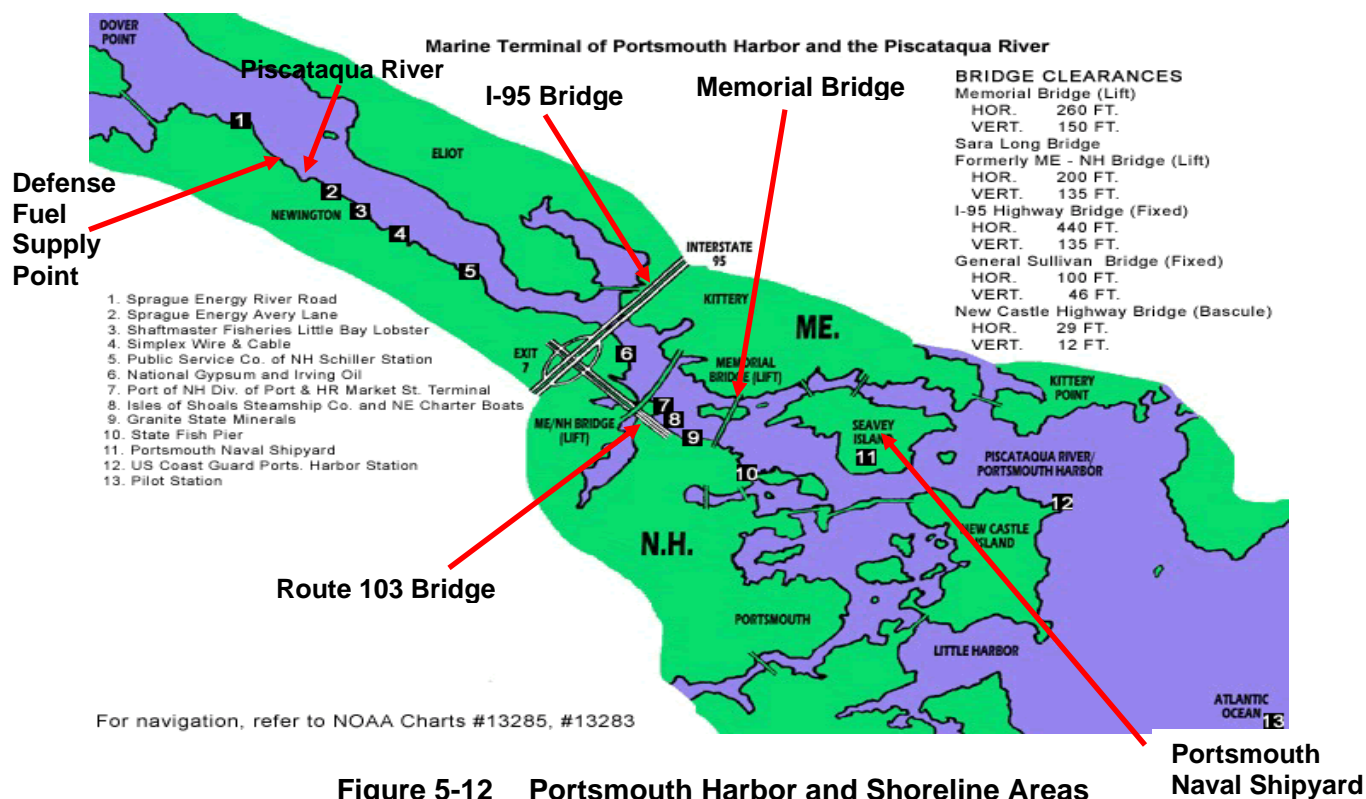 Marine Terminal of Portsmouth Harbor and the Piscataqua River
DOVER
POINT
Piscataqua River
I-95 Bridge
Memorial Bridge
BRIDGE CLEARANCES
Memorial Bridge (Lift)
HOR. 260 FT.
VERT. 150 FT.
Sara Long Bridge
Formerly ME - NH Bridge (Lift)
HOR. 200 FT.
VERT. 135 FT.
I-95 Highway Bridge (Fixed)
HOR. 440 FT.
VERT. 135 FT.
General Sullivan Bridge (Fixed)
HOR. 100 FT.
VERT. 46 FT.
New Castle Highway Bridge (Bascule)
HOR. 29 FT.
VERT. 12 FT.
1
ELIOT
Defense
Fuel
Supply
Point
2
NEWINGTON
3
4
5
INTERSTATE
95
KITTERY
ME.
1. Sprague Energy River Road
2. Sprague Energy Avery Lane
3. Shaftmaster Fisheries Little Bay Lobster
4. Simplex Wire & Cable
5. Public Service Co. of NH Schiller Station
6. National Gypsum and Irving Oil
7. Port of NH Div. of Port & HR Market St. Terminal
8. Isles of Shoals Steamship Co. and NE Charter Boats
9. Granite State Minerals
10. State Fish Pier
11. Portsmouth Naval Shipyard
12. US Coast Guard Ports. Harbor Station
13. Pilot Station
EXIT
7
6
MEMORIAL
BRIDGE (LIFT)
KITTERY
POINT
ME/NH BRIDGE
(LIFT)
7
8
9
SEAVEY
ISLAND
11
10
PISCATAQUA RIVER/
PORTSMOUTH HARBOR
12
NEW CASTLE
ISLAND
N.H.
Route 103 Bridge
PORTSMOUTH
LITTLE HARBOR
ATLANTIC
OCEAN
13
For navigation, refer to NOAA Charts #13285, #13283
Portsmouth
Naval Shipyard
Figure 5-12 Portsmouth Harbor and Shoreline Areas